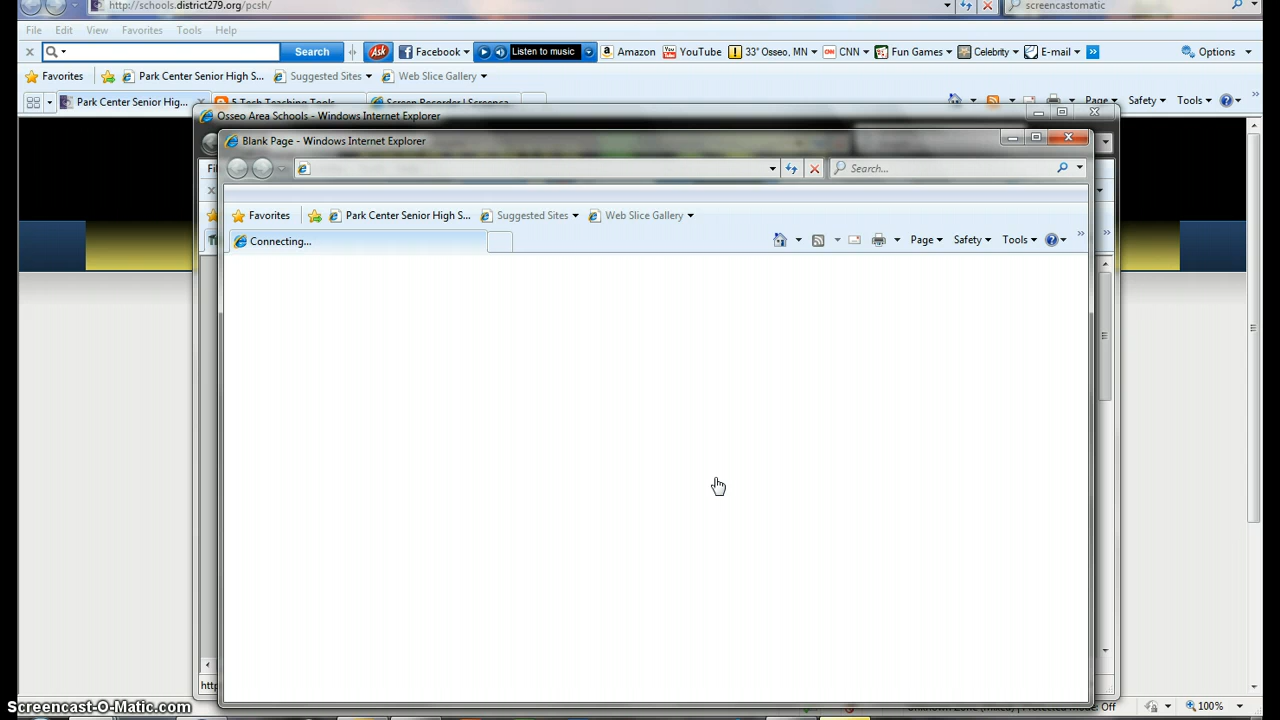 http://schools.district279.org/pcsh/ screencastomatic
File Edit View Favorites Tools Help
Search Ask Facebook Listen to music Amazon YouTube 33° Osseo, MN CNN Fun Games Celebrity E-mail » Options
Favorites Park Center Senior High S... Suggested Sites Web Slice Gallery
Park Center Senior Hig... 5 Tech Teaching Tools Screen Recorder | Screenca... Page Safety Tools »
Osseo Area Schools - Windows Internet Explorer
Blank Page - Windows Internet Explorer
Search...
Favorites Park Center Senior High S... Suggested Sites Web Slice Gallery
Connecting... Page Safety Tools »
http
Screencast-O-Matic.com Mode: Off 100%